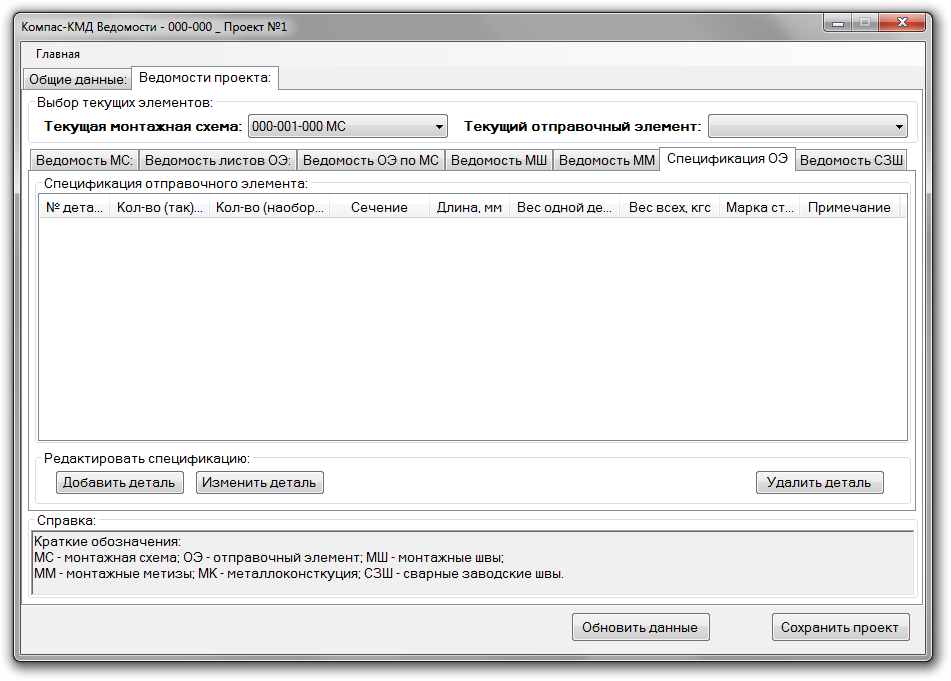 Компас-КМД Ведомости - 000-000 _ Проект №1
Главная
Общие данные: Ведомости проекта:
Выбор текущих элементов:
Текущая монтажная схема: 000-001-000 МС Текущий отправочный элемент:
Ведомость МС: Ведомость листов ОЭ: Ведомость ОЭ по МС Ведомость МШ Ведомость ММ Спецификация ОЭ Ведомость СЗШ
Спецификация отправочного элемента:
№ дета... Кол-во (так)... Кол-во (наобор... Сечение Длина, мм Вес одной де... Вес всех, кгс Марка ст... Примечание
Редактировать спецификацию:
Добавить деталь Изменить деталь Удалить деталь
Справка:
Краткие обозначения:
МС - монтажная схема; ОЭ - отправочный элемент; МШ - монтажные швы;
ММ - монтажные метизы; МК - металлоконсткуция; СЗШ - сварные заводские швы.
Обновить данные Сохранить проект